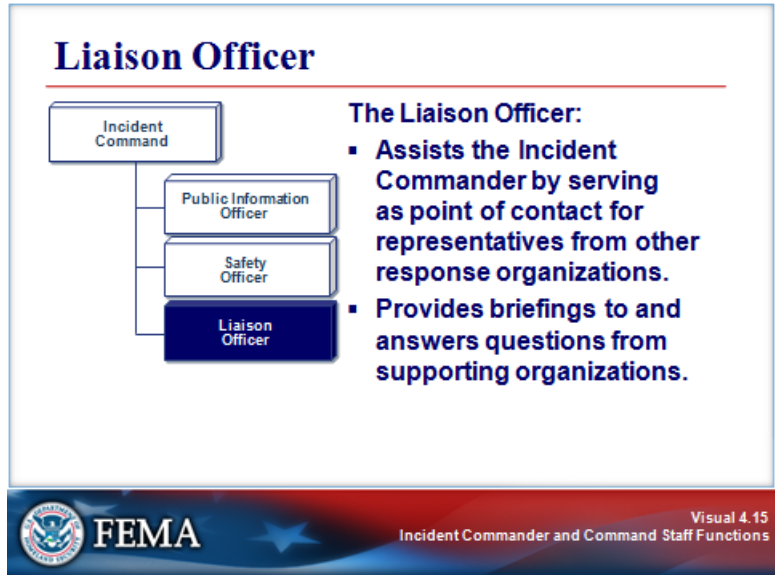 Liaison Officer
Incident
Command
Public Information
Officer
Safety
Officer
Liaison
Officer
The Liaison Officer:
▪ Assists the Incident
Commander by serving
as point of contact for
representatives from other
response organizations.
▪ Provides briefings to and
answers questions from
supporting organizations.
FEMA
Visual 4.15
Incident Commander and Command Staff Functions